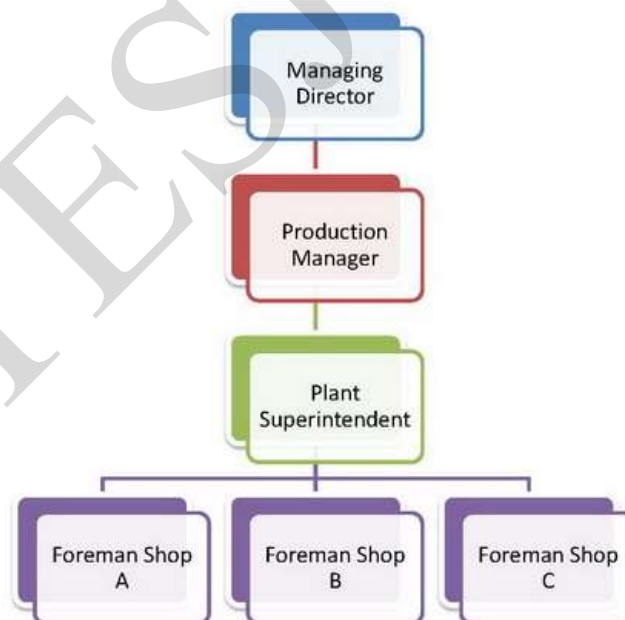 Managing
Director
Production
Manager
Plant
Superintendent
Foreman Shop
A
Foreman Shop
B
Foreman Shop
C